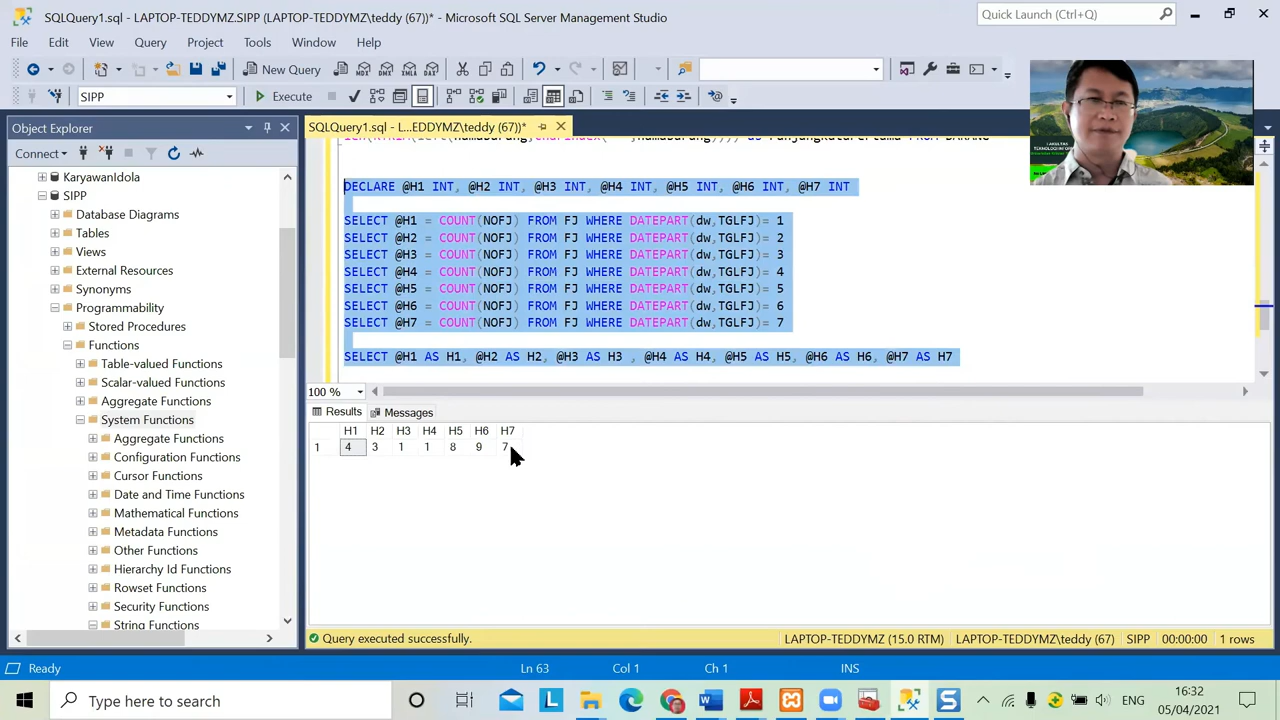 SQLQuery1.sql - LAPTOP-TEDDYMZ.SIPP (LAPTOP-TEDDYMZ\teddy (67))* - Microsoft SQL Server Management Studio
Quick Launch (Ctrl+Q)
File Edit View Query Project Tools Window Help
New Query
MDX DMX XMLA DAX
SIPP
Execute
Object Explorer
SQLQuery1.sql - L...EDDYMZ\teddy (67))*
Connect
KaryawanIdola
SIPP
Database Diagrams
Tables
Views
External Resources
Synonyms
Programmability
Stored Procedures
Functions
Table-valued Functions
Scalar-valued Functions
Aggregate Functions
System Functions
Aggregate Functions
Configuration Functions
Cursor Functions
Date and Time Functions
Mathematical Functions
Metadata Functions
Other Functions
Hierarchy Id Functions
Rowset Functions
Security Functions
String Functions
DECLARE @H1 INT, @H2 INT, @H3 INT, @H4 INT, @H5 INT, @H6 INT, @H7 INT
SELECT @H1 = COUNT(NOFJ) FROM FJ WHERE DATEPART(dw,TGLFJ)= 1
SELECT @H2 = COUNT(NOFJ) FROM FJ WHERE DATEPART(dw,TGLFJ)= 2
SELECT @H3 = COUNT(NOFJ) FROM FJ WHERE DATEPART(dw,TGLFJ)= 3
SELECT @H4 = COUNT(NOFJ) FROM FJ WHERE DATEPART(dw,TGLFJ)= 4
SELECT @H5 = COUNT(NOFJ) FROM FJ WHERE DATEPART(dw,TGLFJ)= 5
SELECT @H6 = COUNT(NOFJ) FROM FJ WHERE DATEPART(dw,TGLFJ)= 6
SELECT @H7 = COUNT(NOFJ) FROM FJ WHERE DATEPART(dw,TGLFJ)= 7
SELECT @H1 AS H1, @H2 AS H2, @H3 AS H3 , @H4 AS H4, @H5 AS H5, @H6 AS H6, @H7 AS H7
100 %
Results Messages
H1 H2 H3 H4 H5 H6 H7
1 4 3 1 1 8 9 7
Query executed successfully.
LAPTOP-TEDDYMZ (15.0 RTM) LAPTOP-TEDDYMZ\teddy (67) SIPP 00:00:00 1 rows
Ready Ln 63 Col 1 Ch 1 INS
Type here to search
ENG
16:32
05/04/2021